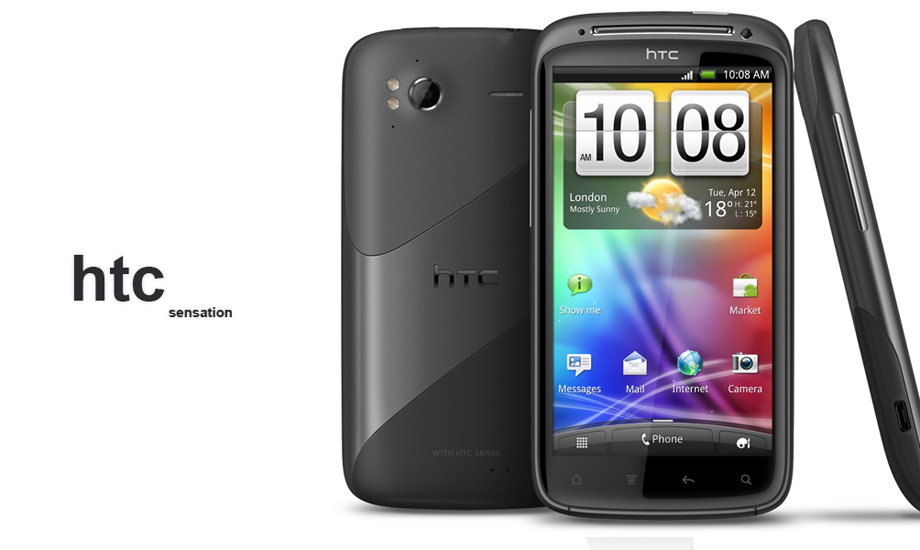 htc
sensation
hTC
WITH HTC SENSE
hTC
10:08 AM
10 08
AM
London
Mostly Sunny
Tue, Apr 12
18° H: 21°
L: 15°
Show me
Market
Messages
Mail
Internet
Camera
Phone